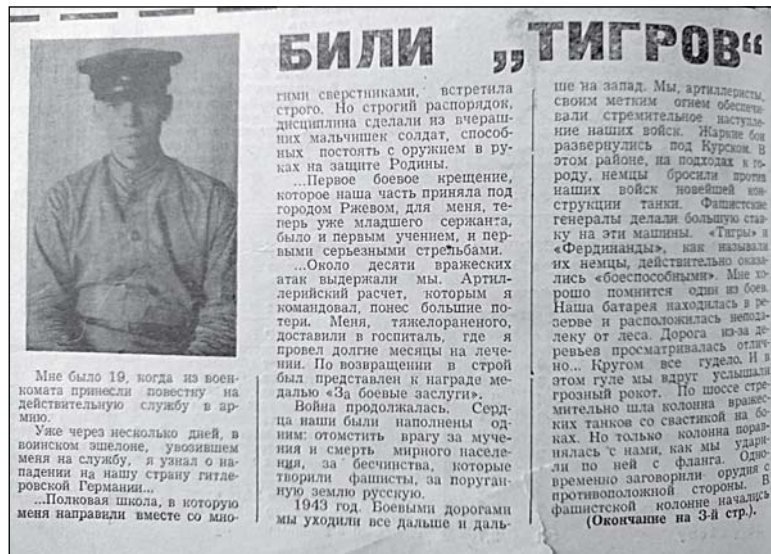 БИЛИ „ТИГРОВ“
Мне было 19, когда из воен-
комата принесли повестку на
действительную службу в ар-
мию.
Уже через несколько дней, в
воинском эшелоне, увозившем
меня на службу, я узнал о на-
падении на нашу страну гитле-
ровской Германии...
...Полковая школа, в которую
меня направили вместе со мно-
гими сверстниками, встретила
строго. Но строгий распорядок,
дисциплина сделали из вчераш-
них мальчишек солдат, способ-
ных постоять с оружием в ру-
ках на защите Родины.
...Первое боевое крещение,
которое наша часть приняла под
городом Ржевом, для меня, те-
перь уже младшего сержанта,
было и первым учением, и пер-
выми серьезными стрельбами.
...Около десяти вражеских
атак выдержали мы. Артил-
лерийский расчет, которым я
командовал, понес большие по-
тери. Меня, тяжелораненого,
доставили в госпиталь, где я
провел долгие месяцы на лече-
нии. По возвращении в строй
был представлен к награде ме-
далью «За боевые заслуги».
Война продолжалась. Серд-
ца наши были наполнены од-
ним: отомстить врагу за муче-
ния и смерть мирного населе-
ния, за бесчинства, которые
творили фашисты, за поруган-
ную землю русскую.
1943 год. Боевыми дорогами
мы уходили все дальше и даль-
ше на запад. Мы, артиллеристы,
своим метким огнем обеспечи-
вали стремительное наступле-
ние наших войск. Жаркие бои
развернулись под Курском. В
этом районе, на подходах к го-
роду, немцы бросили против
наших войск новейшей кон-
струкции танки. Фашистские
генералы делали большую став-
ку на эти машины. «Тигры» и
«Фердинанды», как называли
их немцы, действительно оказа-
лись «боеспособными». Мне хо-
рошо помнится один из боев.
Наша батарея находилась в ре-
зерве и расположилась непода-
леку от леса. Дорога из-за де-
ревьев просматривалась отлич-
но... Кругом все гудело. И в
этом гуле мы вдруг услышали
грозный рокот. По шоссе стре-
мительно шла колонна вражес-
ких танков со свастикой на бо-
ках. Но только колонна порав-
нялась с нами, как мы удари-
ли по ней с фланга. Одно-
временно заговорили орудия с
противоположной стороны. В
фашистской колонне начались
(Окончание на 3-й стр.).